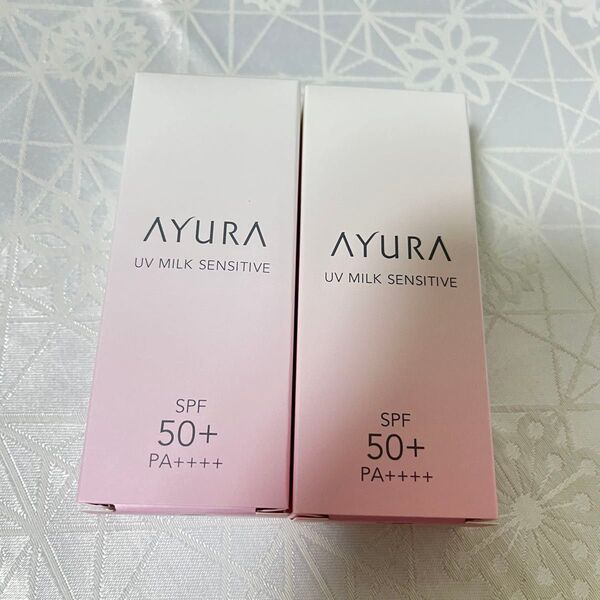 AYURA
UV MILK SENSITIVE
SPF
50+
PA++++
AYURA
UV MILK SENSITIVE
SPF
50+
PA++++